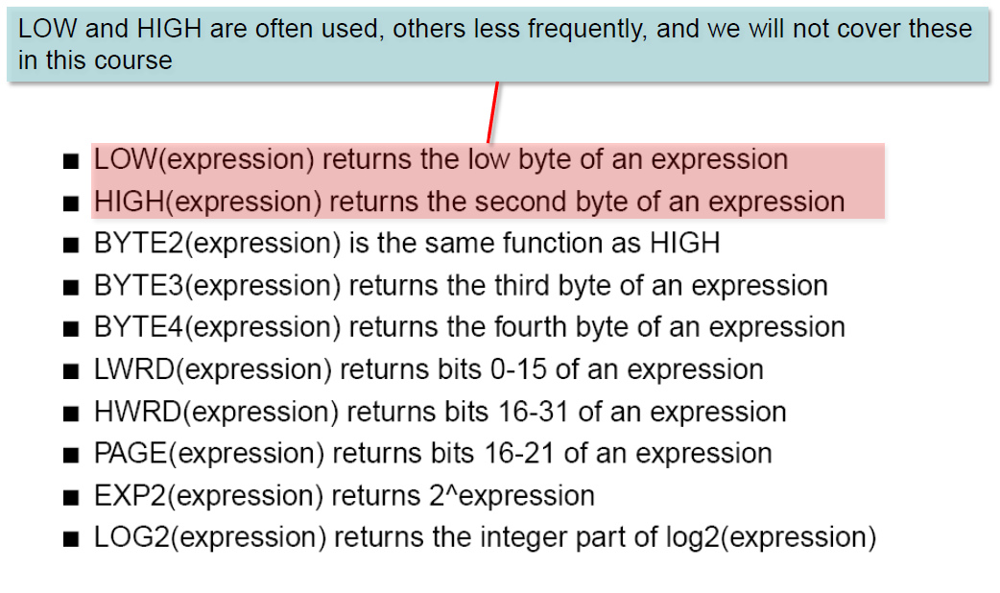 LOW and HIGH are often used, others less frequently, and we will not cover these
in this course
■ LOW(expression) returns the low byte of an expression
■ HIGH(expression) returns the second byte of an expression
■ BYTE2(expression) is the same function as HIGH
■ BYTE3(expression) returns the third byte of an expression
■ BYTE4(expression) returns the fourth byte of an expression
■ LWRD(expression) returns bits 0-15 of an expression
■ HWRD(expression) returns bits 16-31 of an expression
■ PAGE(expression) returns bits 16-21 of an expression
■ EXP2(expression) returns 2^expression
■ LOG2(expression) returns the integer part of log2(expression)